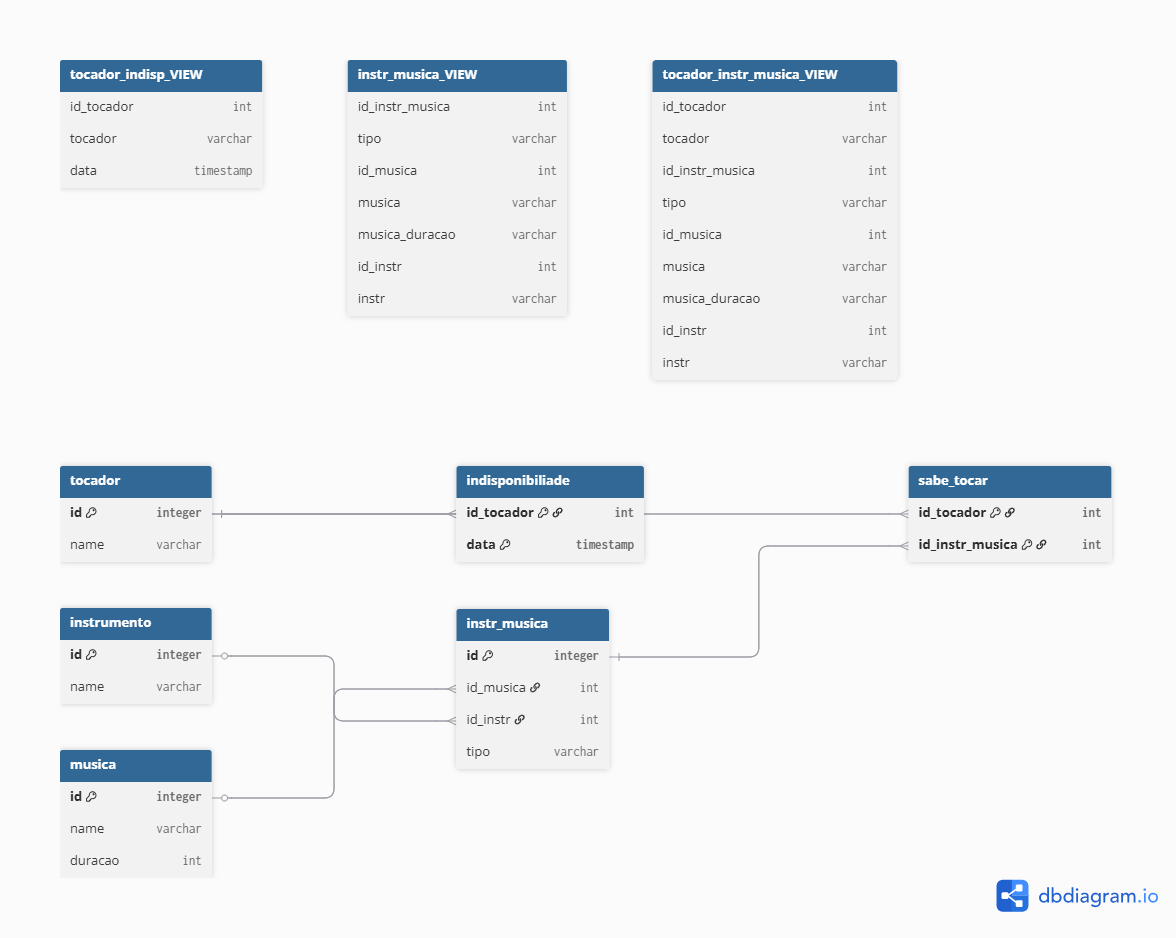 tocador_indisp_VIEW
id_tocador int
tocador varchar
data timestamp
instr_musica_VIEW
id_instr_musica int
tipo varchar
id_musica int
musica varchar
musica_duracao varchar
id_instr int
instr varchar
tocador_instr_musica_VIEW
id_tocador int
tocador varchar
id_instr_musica int
tipo varchar
id_musica int
musica varchar
musica_duracao varchar
id_instr int
instr varchar
tocador
id integer
name varchar
indisponibiliade
id_tocador int
data timestamp
sabe_tocar
id_tocador int
id_instr_musica int
instrumento
id integer
name varchar
instr_musica
id integer
id_musica int
id_instr int
tipo varchar
musica
id integer
name varchar
duracao int
dbdiagram.io